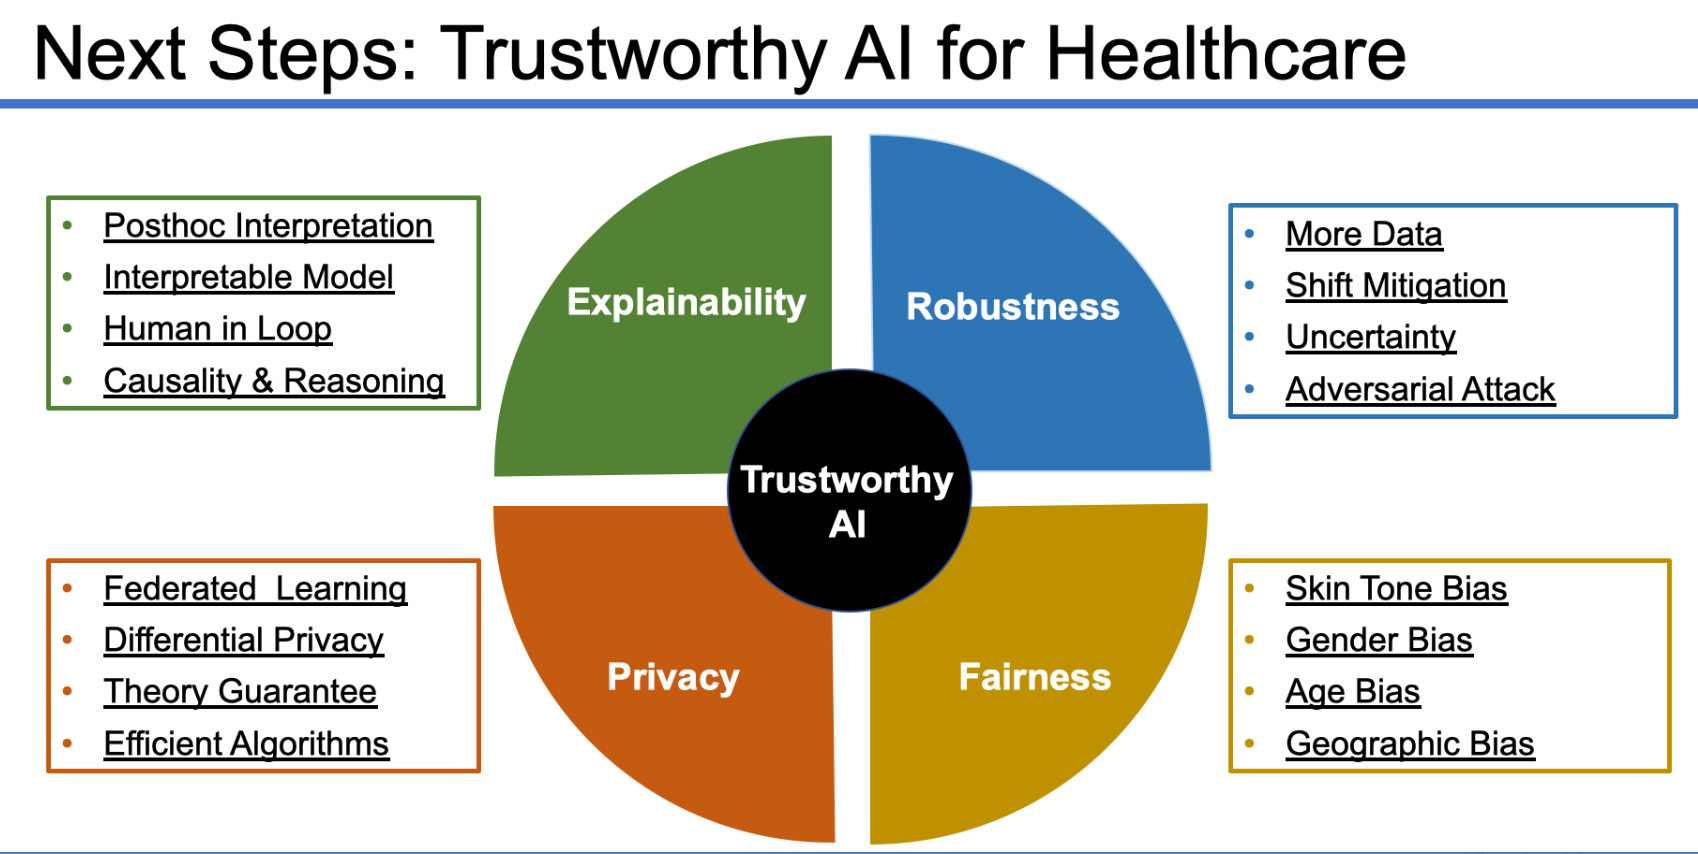 Next Steps: Trustworthy AI for Healthcare
• Posthoc Interpretation
• Interpretable Model
• Human in Loop
• Causality & Reasoning
Explainability
Robustness
• More Data
• Shift Mitigation
• Uncertainty
• Adversarial Attack
Trustworthy
AI
• Federated Learning
• Differential Privacy
• Theory Guarantee
• Efficient Algorithms
Privacy
Fairness
• Skin Tone Bias
• Gender Bias
• Age Bias
• Geographic Bias